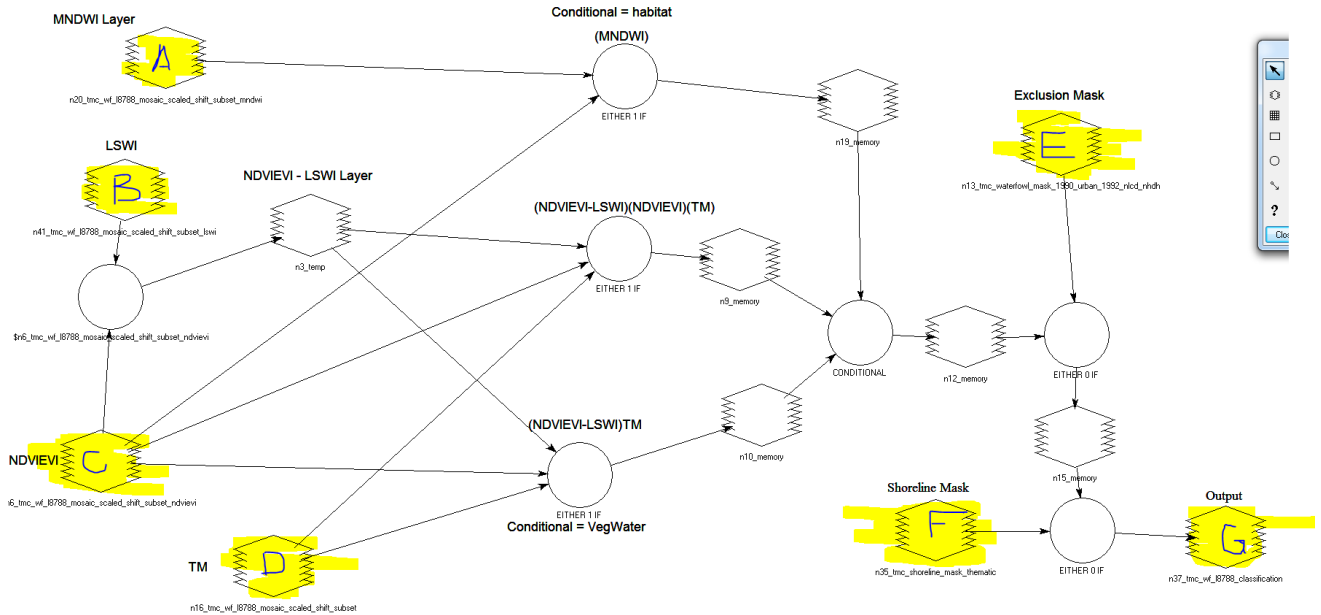 MNDWI Layer
A
n20_tmc_wf_l8788_mosaic_scaled_shift_subset_mndwi
Conditional = habitat
(MNDWI)
EITHER 1 IF
n19_memory
Exclusion Mask
E
n13_tmc_waterfowl_mask_1990_urban_1992_nlcd_nhdh
?
LSWI
B
n41_tmc_wf_l8788_mosaic_scaled_shift_subset_lswi
NDVIEVI - LSWI Layer
n3_temp
(NDVIEVI-LSWI)(NDVIEVI)(TM)
EITHER 1 IF
n9_memory
$n6_tmc_wf_l8788_mosaic_scaled_shift_subset_ndvievi
CONDITIONAL
n12_memory
EITHER 0 IF
NDVIEVI
C
n6_tmc_wf_l8788_mosaic_scaled_shift_subset_ndvievi
(NDVIEVI-LSWI)TM
EITHER 1 IF
Conditional = VegWater
n10_memory
n15_memory
TM
D
n16_tmc_wf_l8788_mosaic_scaled_shift_subset
Shoreline Mask
F
n35_tmc_shoreline_mask_thematic
EITHER 0 IF
Output
G
n37_tmc_wf_l8788_classification